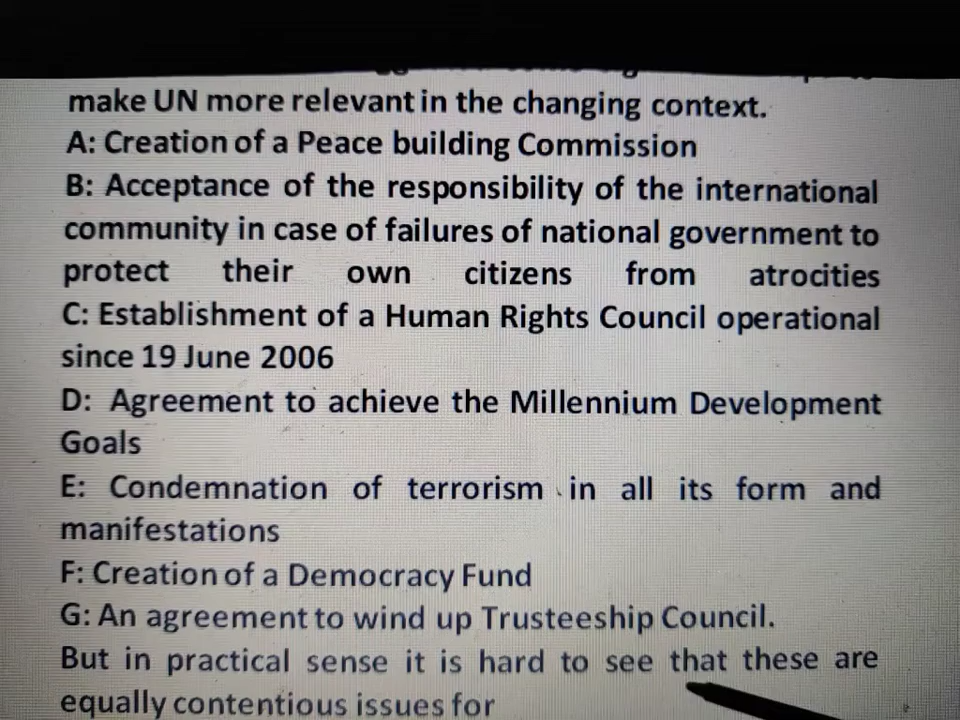 make UN more relevant in the changing context.
A: Creation of a Peace building Commission
B: Acceptance of the responsibility of the international
community in case of failures of national government to
protect their own citizens from atrocities
C: Establishment of a Human Rights Council operational
since 19 June 2006
D: Agreement to achieve the Millennium Development
Goals
E: Condemnation of terrorism in all its form and
manifestations
F: Creation of a Democracy Fund
G: An agreement to wind up Trusteeship Council.
But in practical sense it is hard to see that these are
equally contentious issues for